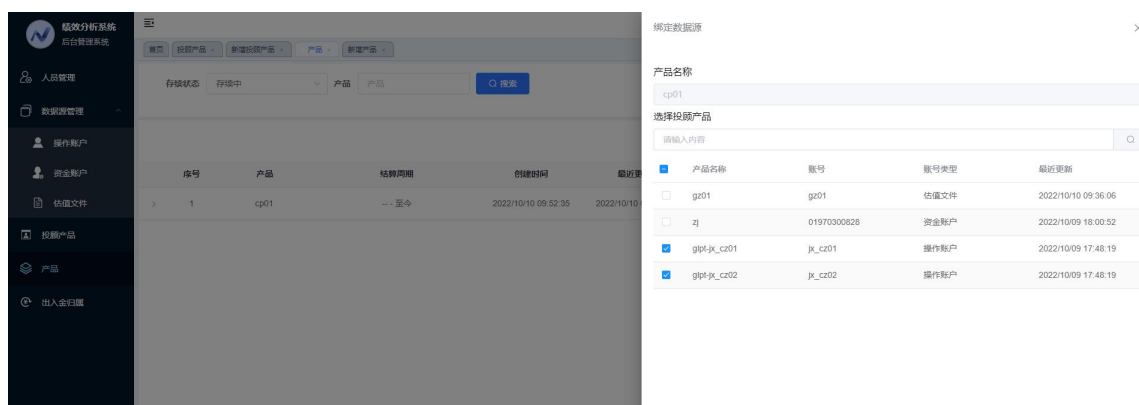 绩效分析系统
后台管理系统
人员管理
数据源管理
操作账户
资金账户
估值文件
投顾产品
产品
出入金归属
首页 投顾产品 新增投顾产品 产品 新增产品
存续状态 存续中 产品 产品 搜索
序号 产品 结算周期 创建时间 最近更
1 cp01 -- - 至今 2022/10/10 09:52:35 2022/10/10
绑定数据源
产品名称
cp01
选择投顾产品
请输入内容
产品名称 账号 账号类型 最近更新
gz01 gz01 估值文件 2022/10/10 09:36:06
zj 01970300828 资金账户 2022/10/09 18:00:52
glpt-jx_cz01 jx_cz01 操作账户 2022/10/09 17:48:19
glpt-jx_cz02 jx_cz02 操作账户 2022/10/09 17:48:19